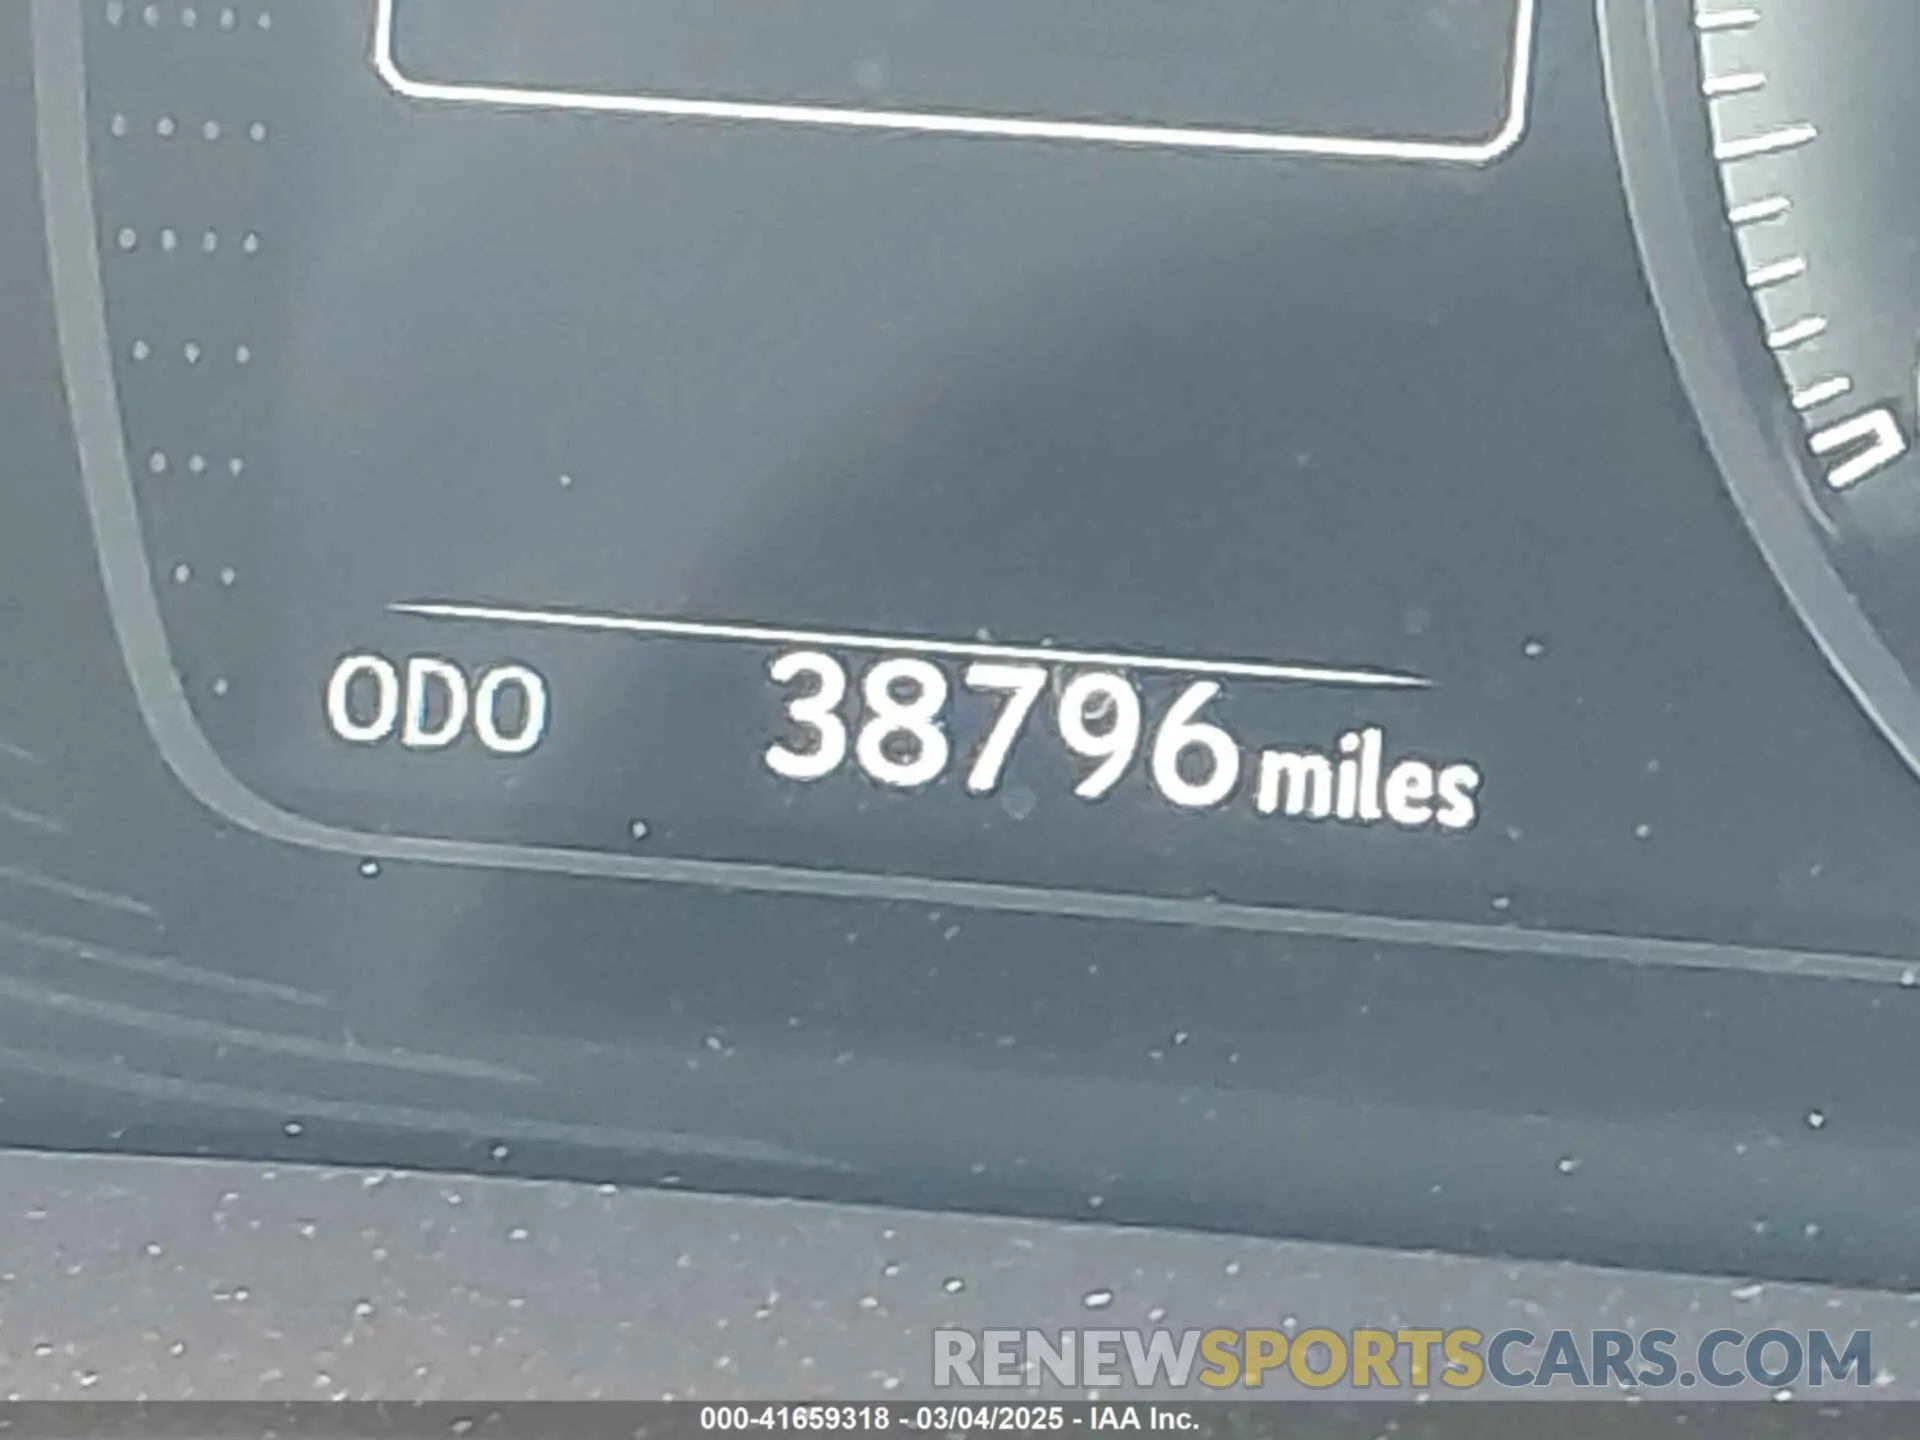 ODO 38796 miles
RENEWSPORTSCARS.COM
000-41659318 - 03/04/2025 - IAA Inc.